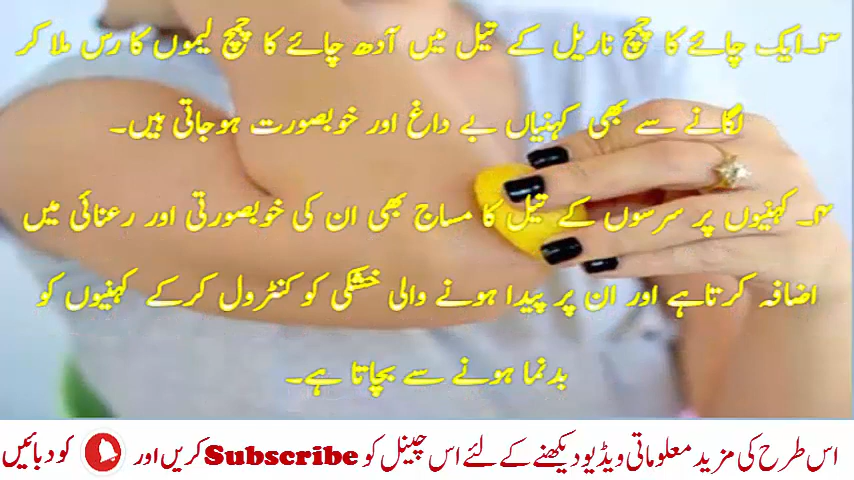 ۳۔ایک چائے کا چمچ ناریل کے تیل میں آدھ چائے کا چمچ لیموں کا رس ملا کر
لگانے سے بھی کہنیاں بے داغ اور خوبصورت ہوجاتی ہیں۔
۴۔ کہنیوں پر سرسوں کے تیل کا مساج بھی ان کی خوبصورتی اور رعنائی میں
اضافہ کرتاہے اور ان پر پیدا ہونے والی خشکی کو کنٹرول کرکے کہنیوں کو
بدنما ہونے سے بچاتا ہے۔
اس طرح کی مزید معلوماتی ویڈیو دیکھنے کے لئے اس چینل کو Subscribe کریں اور کو دبائیں